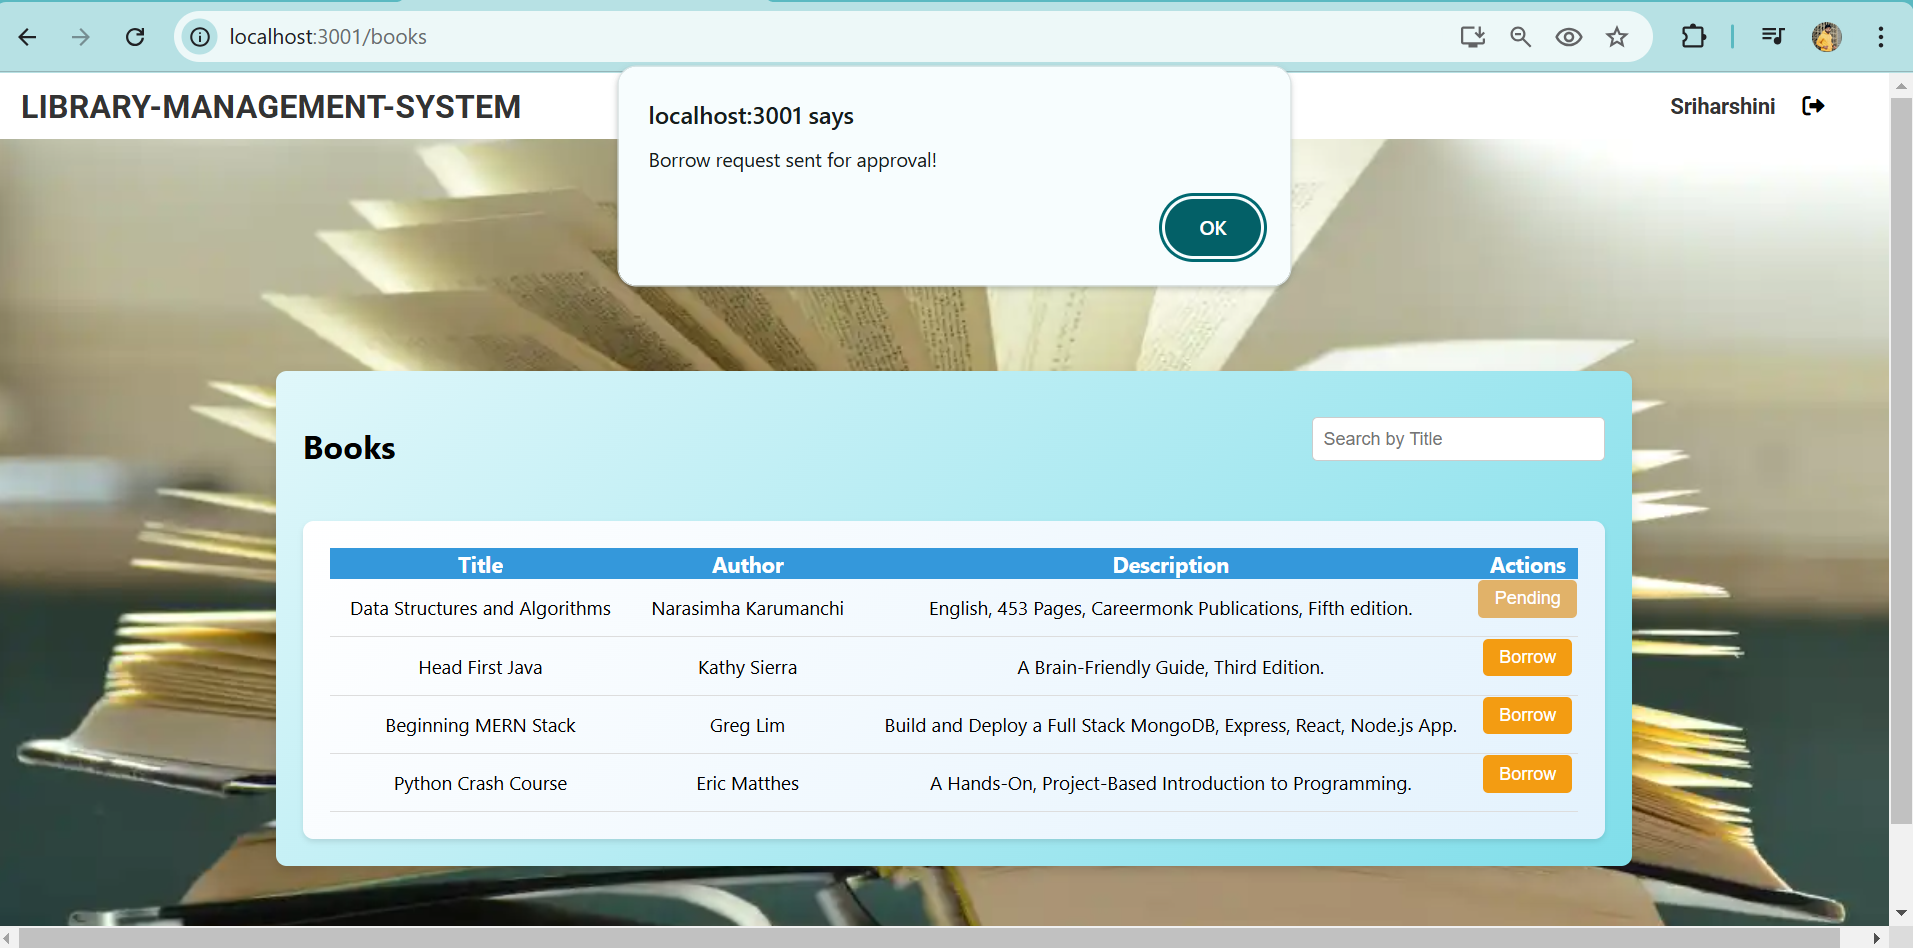 localhost:3001/books
LIBRARY-MANAGEMENT-SYSTEM
Sriharshini
localhost:3001 says
Borrow request sent for approval!
OK
Books
Search by Title
Title Author Description Actions
Data Structures and Algorithms Narasimha Karumanchi English, 453 Pages, Careermonk Publications, Fifth edition. Pending
Head First Java Kathy Sierra A Brain-Friendly Guide, Third Edition. Borrow
Beginning MERN Stack Greg Lim Build and Deploy a Full Stack MongoDB, Express, React, Node.js App. Borrow
Python Crash Course Eric Matthes A Hands-On, Project-Based Introduction to Programming. Borrow